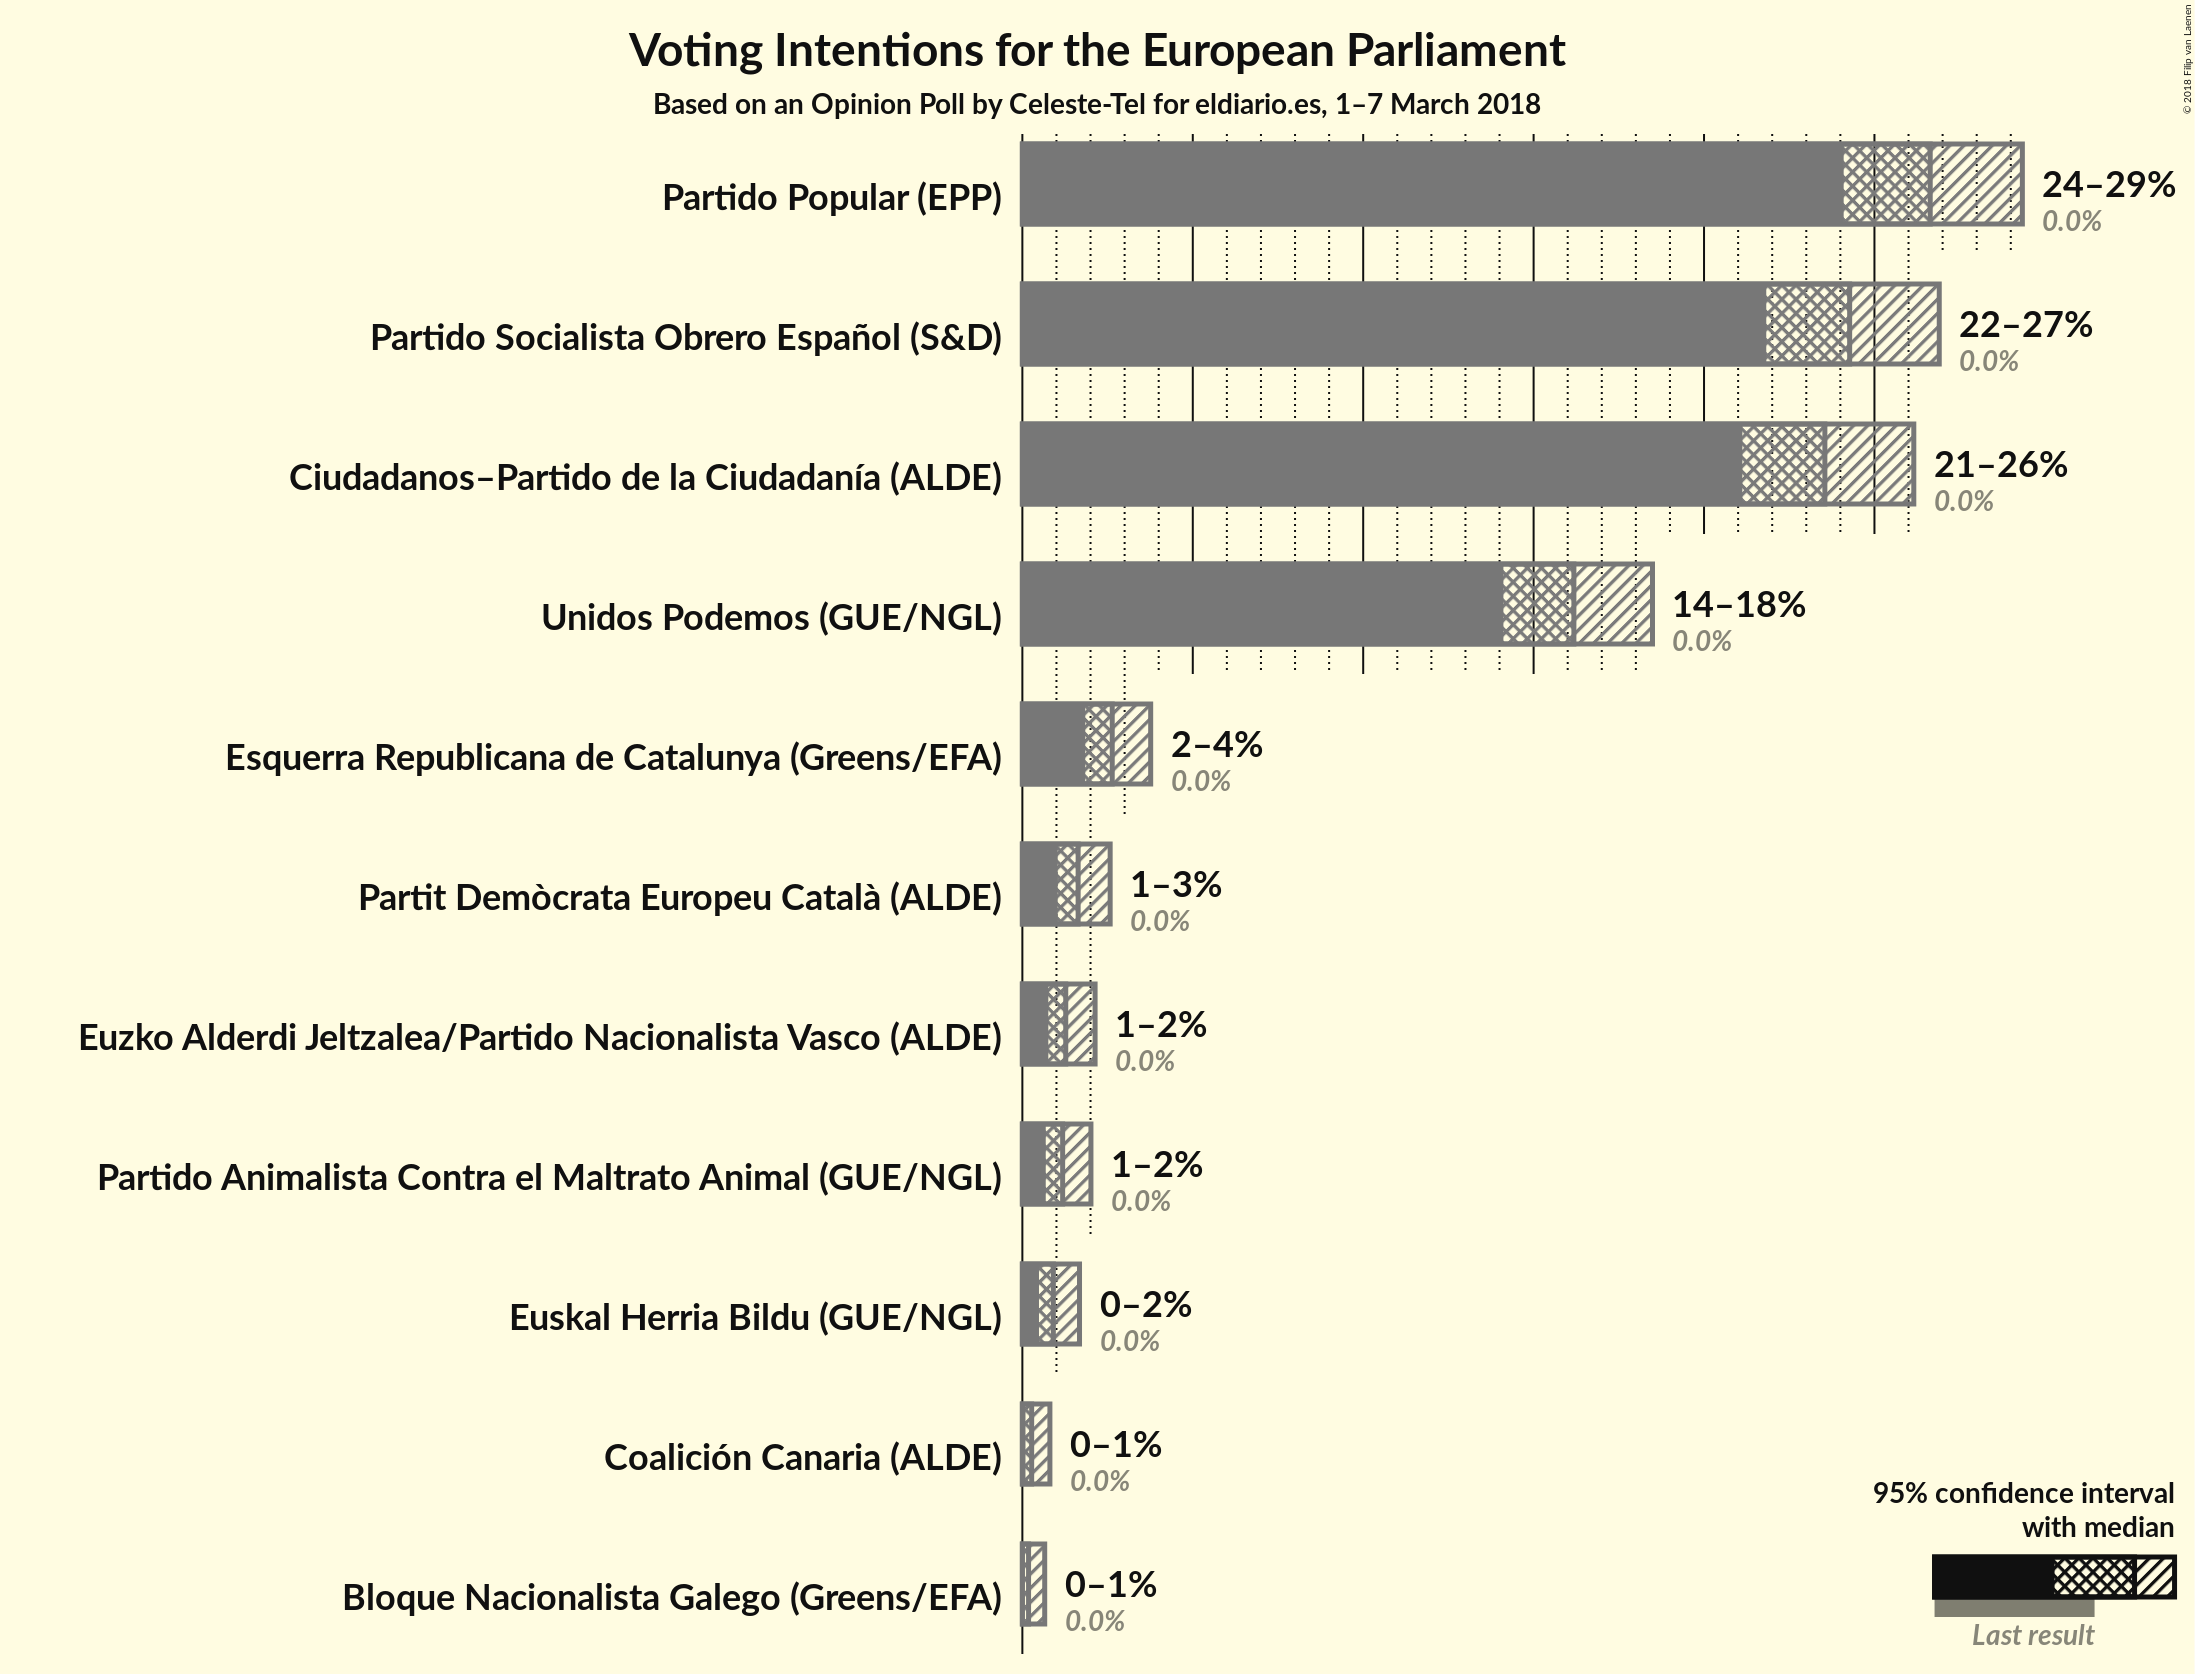 Voting Intentions for the European Parliament
Based on an Opinion Poll by Celeste-Tel for eldiario.es, 1–7 March 2018
© 2018 Filip van Laenen
Partido Popular (EPP)
24–29%
0.0%
Partido Socialista Obrero Español (S&D)
22–27%
0.0%
Ciudadanos–Partido de la Ciudadanía (ALDE)
21–26%
0.0%
Unidos Podemos (GUE/NGL)
14–18%
0.0%
Esquerra Republicana de Catalunya (Greens/EFA)
2–4%
0.0%
Partit Demòcrata Europeu Català (ALDE)
1–3%
0.0%
Euzko Alderdi Jeltzalea/Partido Nacionalista Vasco (ALDE)
1–2%
0.0%
Partido Animalista Contra el Maltrato Animal (GUE/NGL)
1–2%
0.0%
Euskal Herria Bildu (GUE/NGL)
0–2%
0.0%
Coalición Canaria (ALDE)
0–1%
0.0%
Bloque Nacionalista Galego (Greens/EFA)
0–1%
0.0%
95% confidence interval
with median
Last result